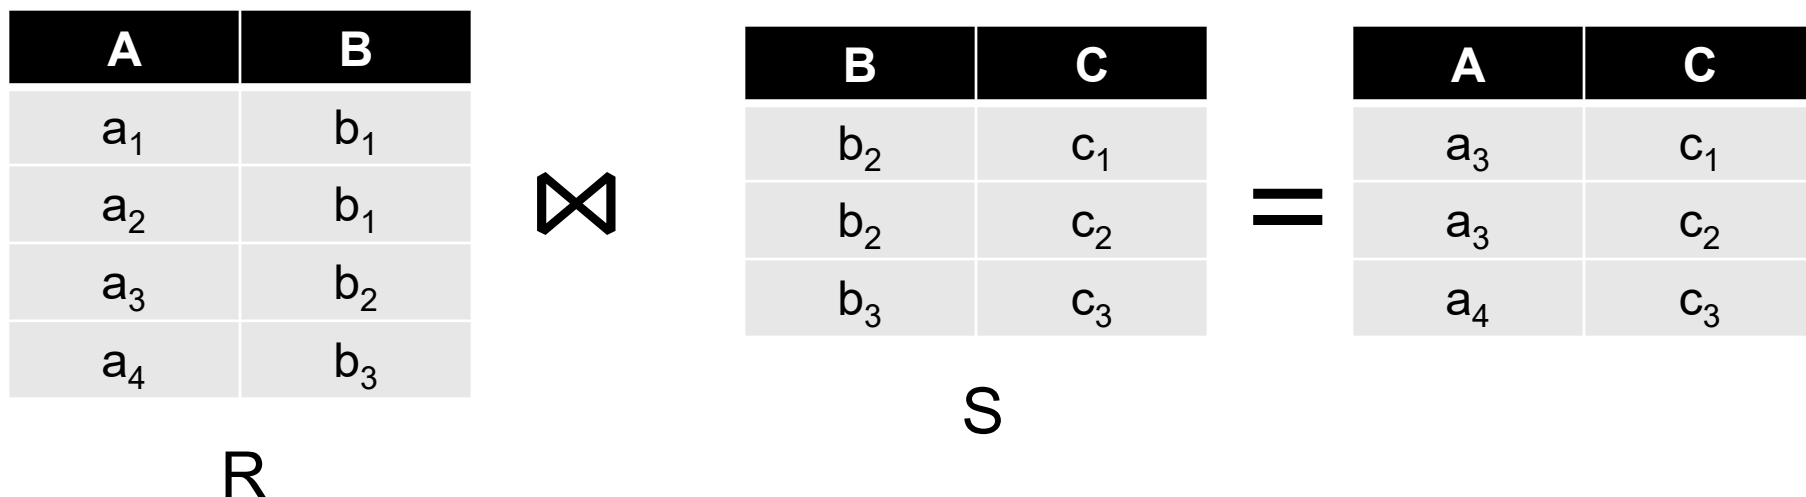 A B
a₁ b₁
a₂ b₁
a₃ b₂
a₄ b₃
R
⋈
B C
b₂ c₁
b₂ c₂
b₃ c₃
S
=
A C
a₃ c₁
a₃ c₂
a₄ c₃